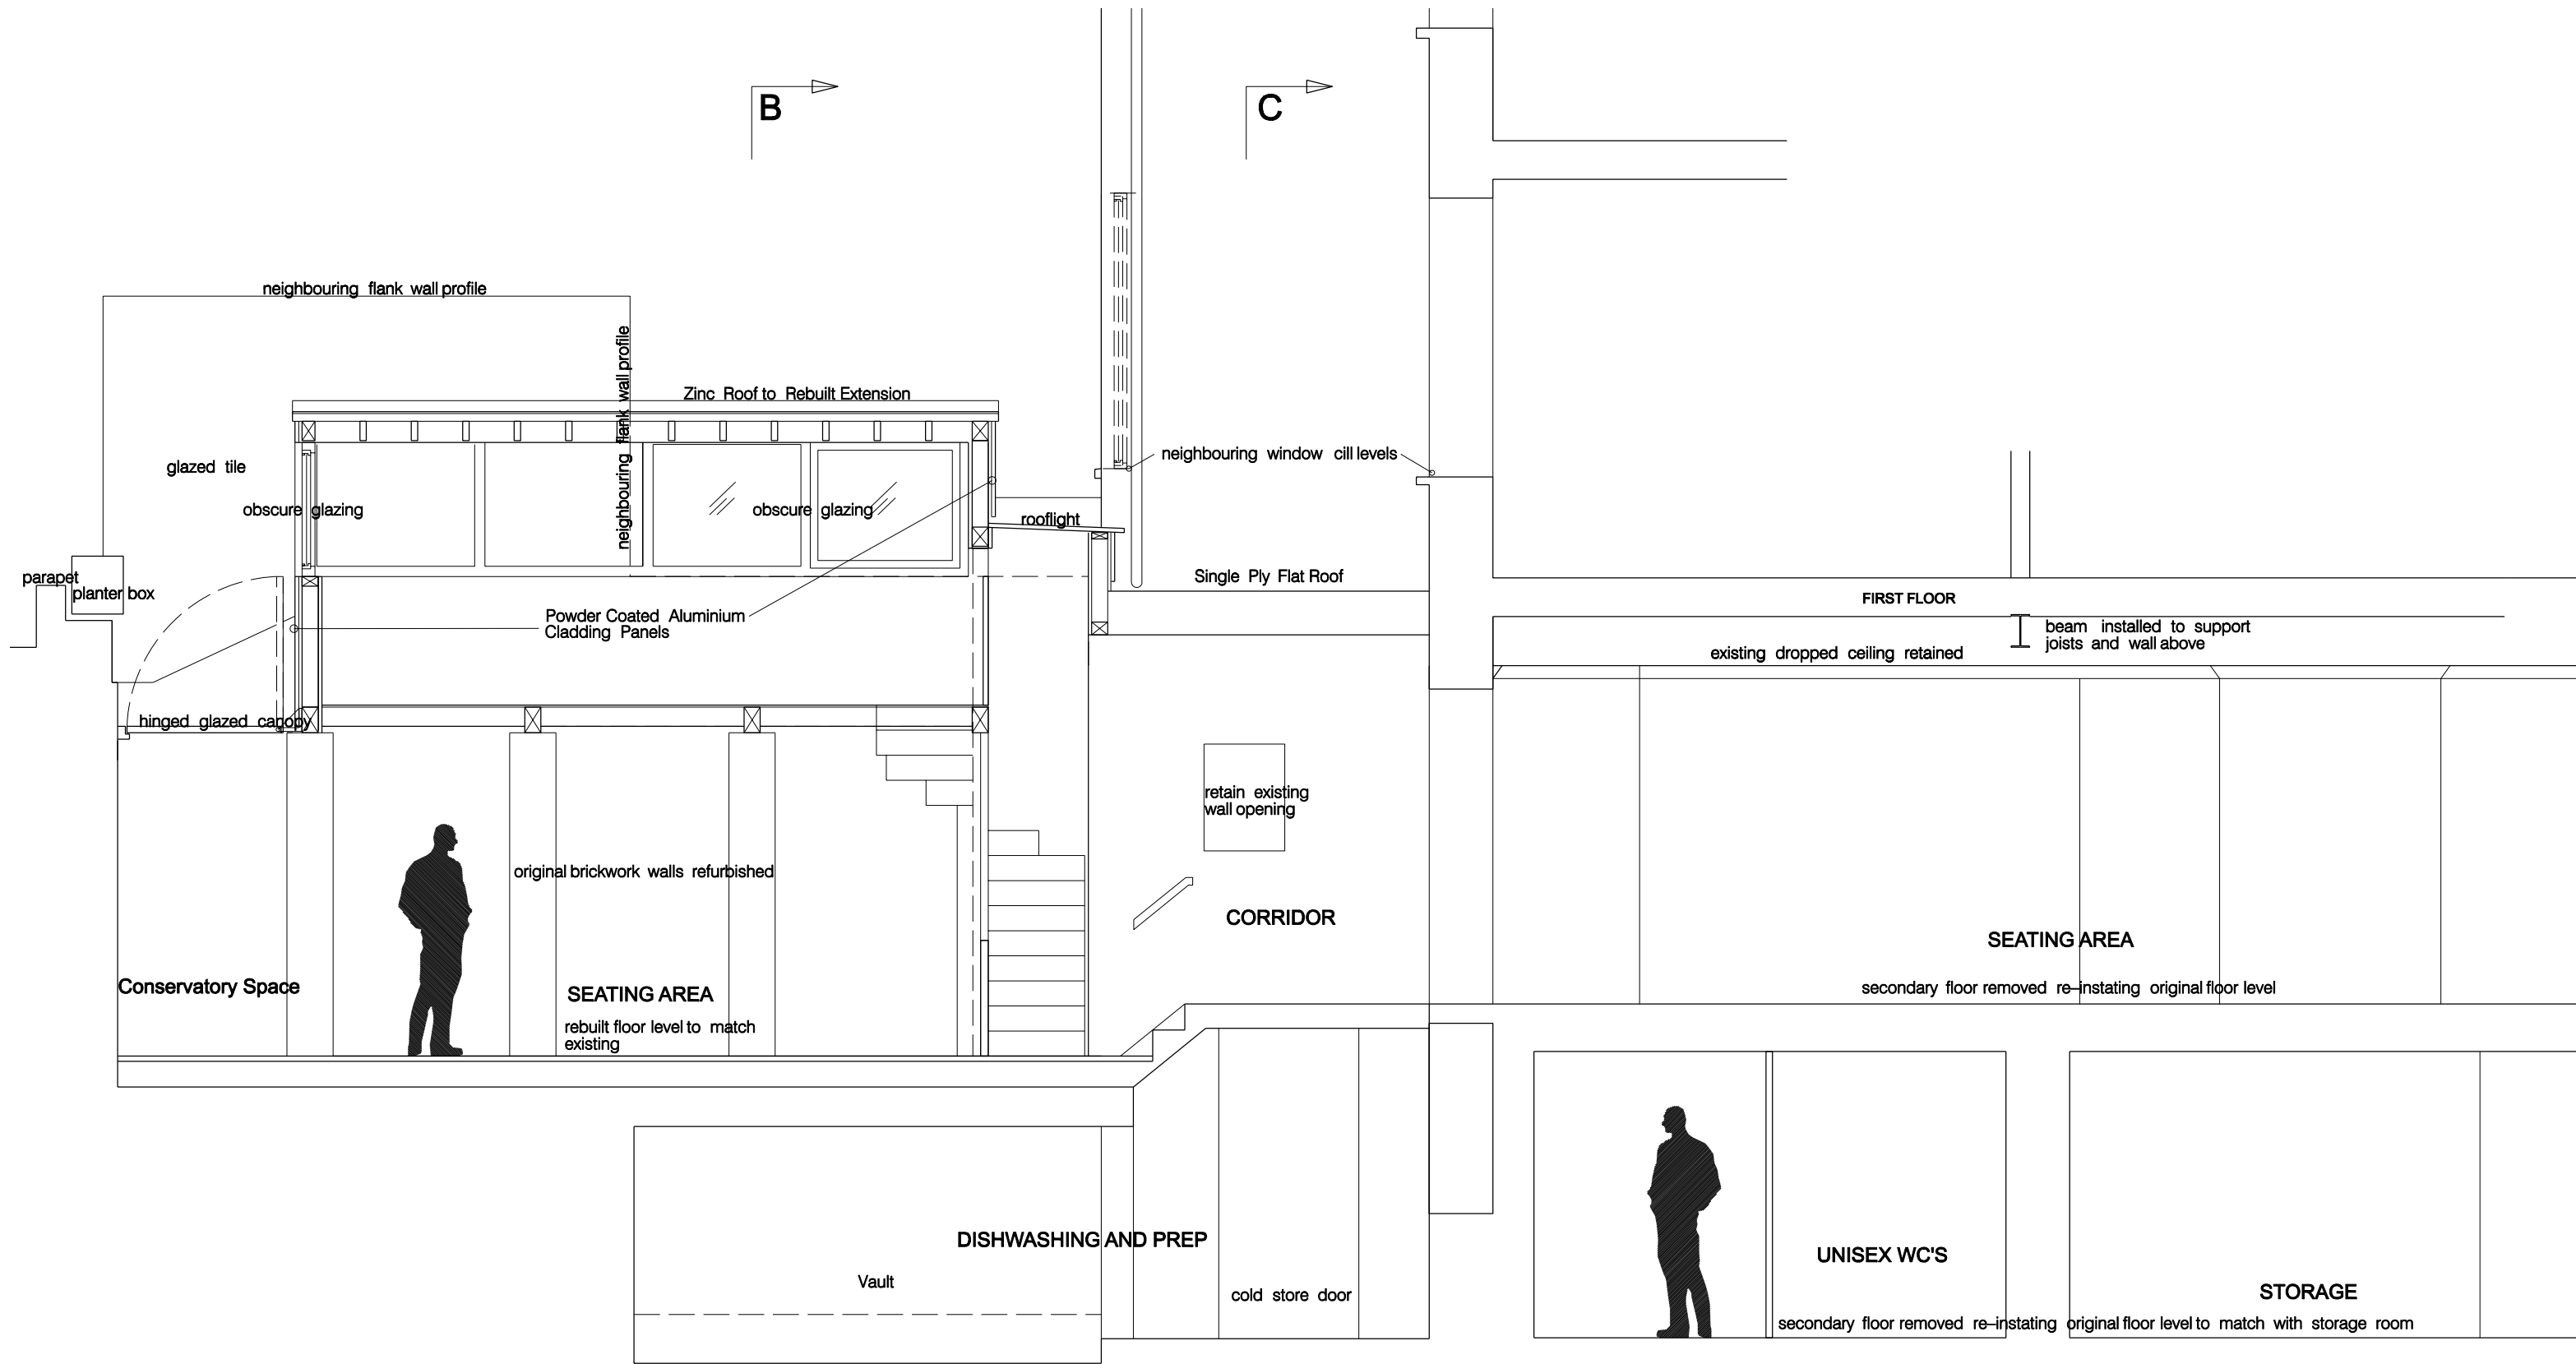 B
C
neighbouring flank wall profile
neighbouring flank wall profile
Zinc Roof to Rebuilt Extension
glazed tile
neighbouring window cill levels
obscure glazing
obscure glazing
rooflight
parapet
planter box
Single Ply Flat Roof
FIRST FLOOR
Powder Coated Aluminium
Cladding Panels
beam installed to support
joists and wall above
existing dropped ceiling retained
hinged glazed canopy
retain existing
wall opening
original brickwork walls refurbished
CORRIDOR
SEATING AREA
secondary floor removed re-instating original floor level
Conservatory Space
SEATING AREA
rebuilt floor level to match
existing
DISHWASHING AND PREP
Vault
cold store door
UNISEX WC'S
STORAGE
secondary floor removed re-instating original floor level to match with storage room